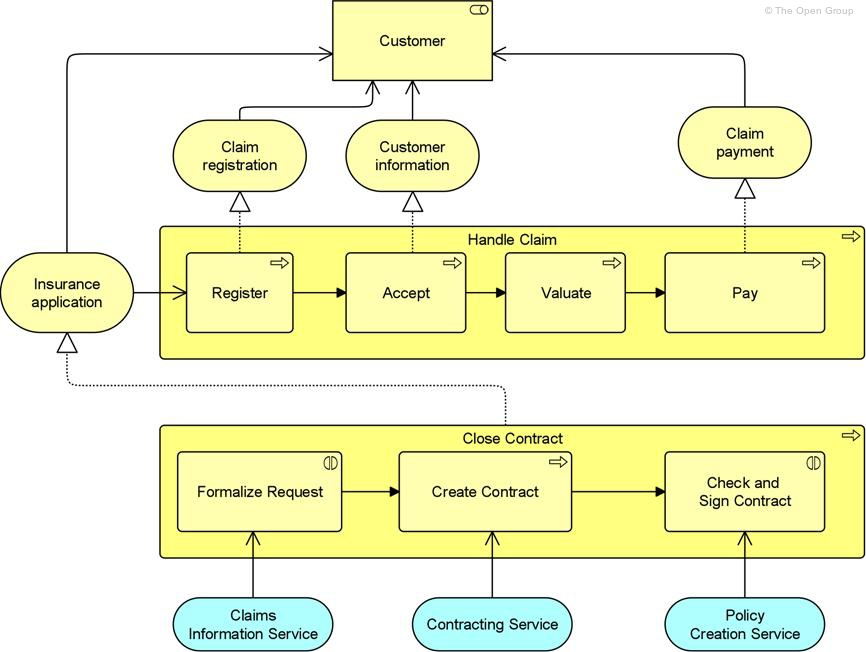 © The Open Group
Customer
Claim
registration
Customer
information
Claim
payment
Handle Claim
Insurance
application
Register
Accept
Valuate
Pay
Close Contract
Formalize Request
Create Contract
Check and
Sign Contract
Claims
Information Service
Contracting Service
Policy
Creation Service